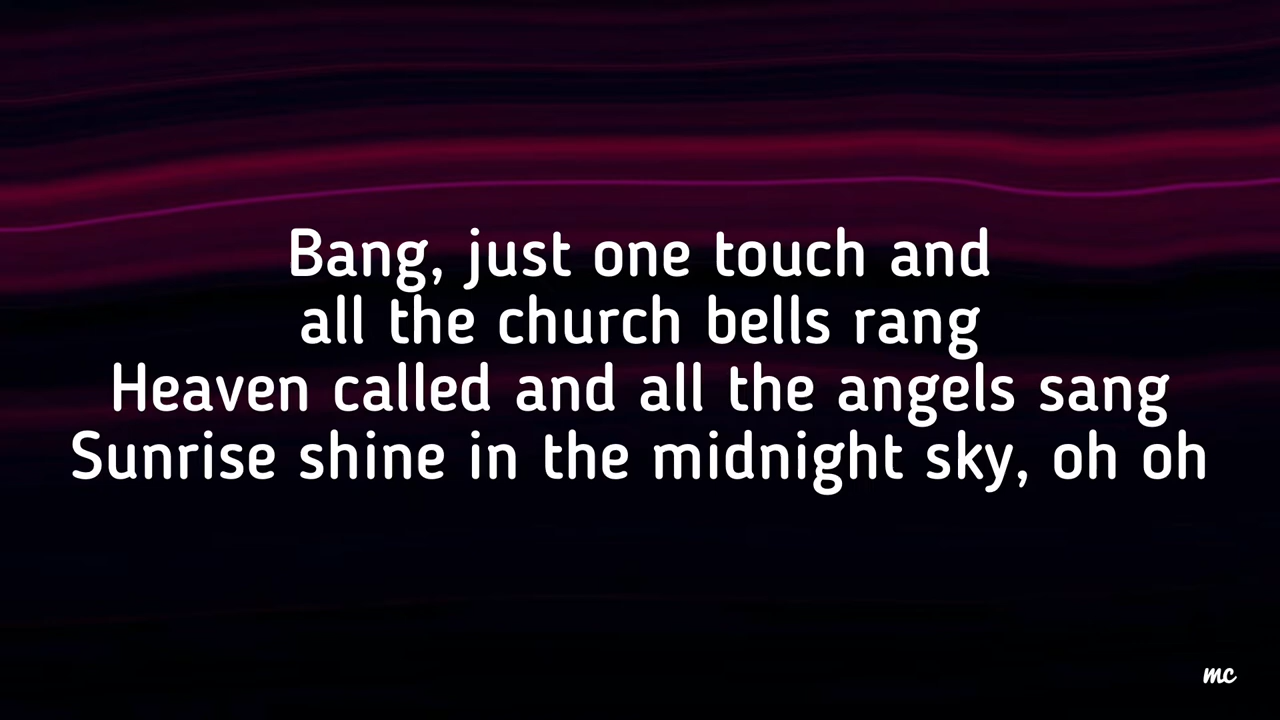 Bang, just one touch and
all the church bells rang
Heaven called and all the angels sang
Sunrise shine in the midnight sky, oh oh
mc